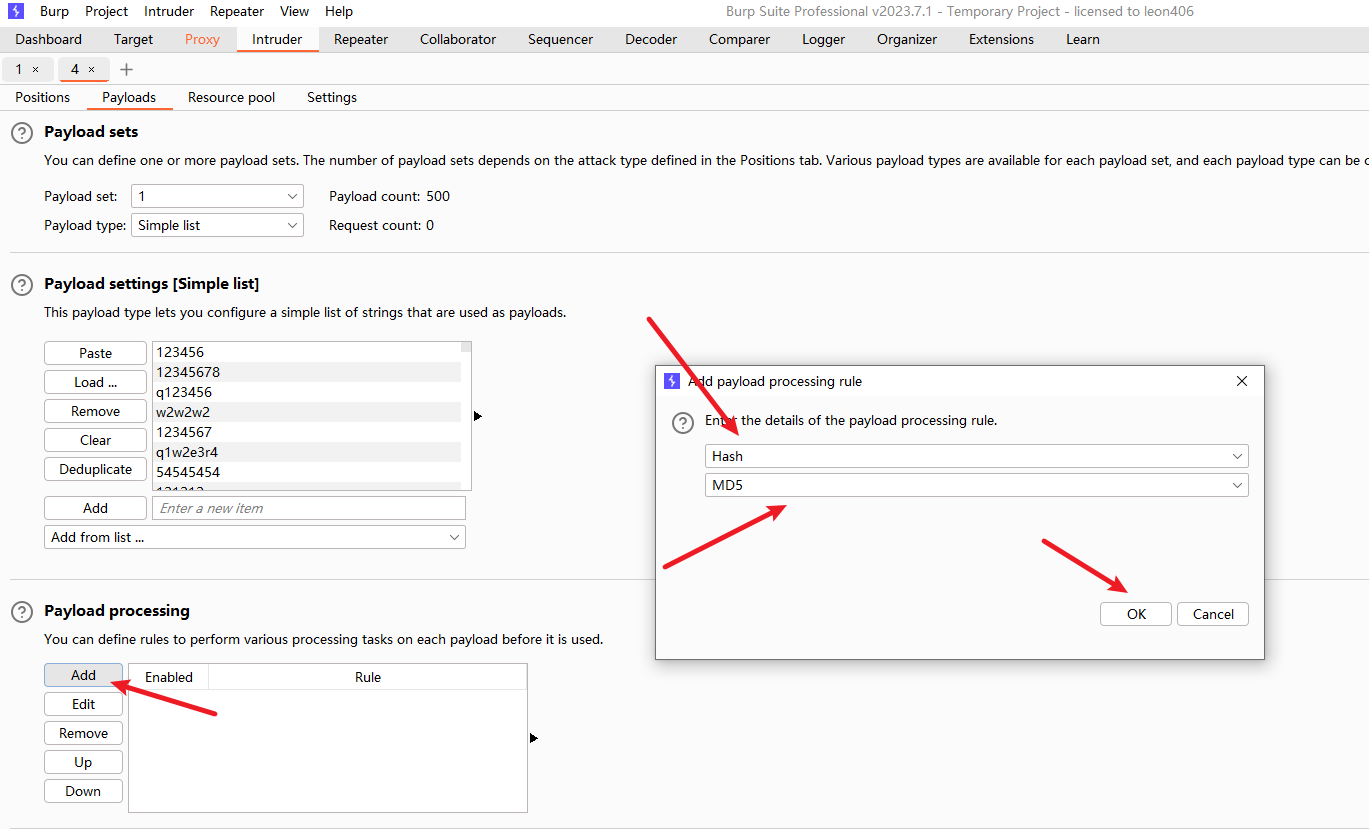 Burp Project Intruder Repeater View Help
Burp Suite Professional v2023.7.1 - Temporary Project - licensed to leon406
Dashboard Target Proxy Intruder Repeater Collaborator Sequencer Decoder Comparer Logger Organizer Extensions Learn
1 × 4 × +
Positions Payloads Resource pool Settings
? Payload sets
You can define one or more payload sets. The number of payload sets depends on the attack type defined in the Positions tab. Various payload types are available for each payload set, and each payload type can be c
Payload set: 1 Payload count: 500
Payload type: Simple list Request count: 0
? Payload settings [Simple list]
This payload type lets you configure a simple list of strings that are used as payloads.
Paste
Load ...
Remove
Clear
Deduplicate
123456
12345678
q123456
w2w2w2
1234567
q1w2e3r4
54545454
Add Enter a new item
Add from list ...
? Payload processing
You can define rules to perform various processing tasks on each payload before it is used.
Add
Edit
Remove
Up
Down
Enabled Rule
Add payload processing rule
? Enter the details of the payload processing rule.
Hash
MD5
OK Cancel